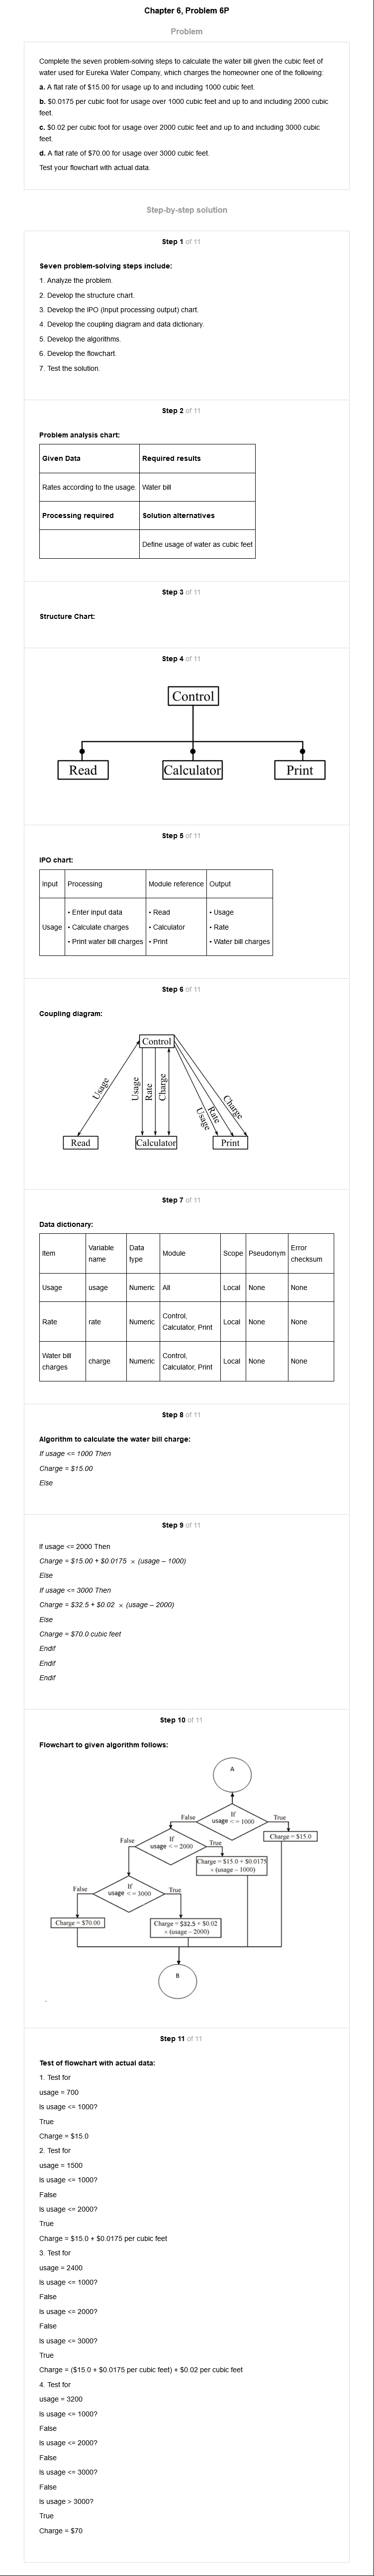 Chapter 6, Problem 6P
Problem
Complete the seven problem-solving steps to calculate the water bill given the cubic feet of
water used for Eureka Water Company, which charges the homeowner one of the following:
a. A flat rate of $15.00 for usage up to and including 1000 cubic feet.
b. $0.0175 per cubic foot for usage over 1000 cubic feet and up to and including 2000 cubic
feet.
c. $0.02 per cubic foot for usage over 2000 cubic feet and up to and including 3000 cubic
feet.
d. A flat rate of $70.00 for usage over 3000 cubic feet.
Test your flowchart with actual data.
Step-by-step solution
Step 1 of 11
Seven problem-solving steps include:
1. Analyze the problem.
2. Develop the structure chart.
3. Develop the IPO (Input processing output) chart.
4. Develop the coupling diagram and data dictionary.
5. Develop the algorithms.
6. Develop the flowchart.
7. Test the solution.
Step 2 of 11
Problem analysis chart:
Given Data Required results
Rates according to the usage. Water bill
Processing required Solution alternatives
Define usage of water as cubic feet
Step 3 of 11
Structure Chart:
Step 4 of 11
Control
Read Calculator Print
Step 5 of 11
IPO chart:
Input Processing Module reference Output
• Enter input data • Read • Usage
Usage • Calculate charges • Calculator • Rate
• Print water bill charges • Print • Water bill charges
Step 6 of 11
Coupling diagram:
Control
Usage Usage Rate Charge Usage Rate Charge
Read Calculator Print
Step 7 of 11
Data dictionary:
Item Variable name Data type Module Scope Pseudonym Error checksum
Usage usage Numeric All Local None None
Rate rate Numeric Control, Calculator, Print Local None None
Water bill charges charge Numeric Control, Calculator, Print Local None None
Step 8 of 11
Algorithm to calculate the water bill charge:
If usage <= 1000 Then
Charge = $15.00
Else
Step 9 of 11
If usage <= 2000 Then
Charge = $15.00 + $0.0175 × (usage – 1000)
Else
If usage <= 3000 Then
Charge = $32.5 + $0.02 × (usage – 2000)
Else
Charge = $70.0 cubic feet
Endif
Endif
Endif
Step 10 of 11
Flowchart to given algorithm follows:
A
If
usage <= 1000
False True
Charge = $15.0
If
usage <= 2000
False True
Charge = $15.0 + $0.0175
× (usage – 1000)
If
usage <= 3000
False True
Charge = $70.00
Charge = $32.5 + $0.02
× (usage – 2000)
B
Step 11 of 11
Test of flowchart with actual data:
1. Test for
usage = 700
Is usage <= 1000?
True
Charge = $15.0
2. Test for
usage = 1500
Is usage <= 1000?
False
Is usage <= 2000?
True
Charge = $15.0 + $0.0175 per cubic feet
3. Test for
usage = 2400
Is usage <= 1000?
False
Is usage <= 2000?
False
Is usage <= 3000?
True
Charge = ($15.0 + $0.0175 per cubic feet) + $0.02 per cubic feet
4. Test for
usage = 3200
Is usage <= 1000?
False
Is usage <= 2000?
False
Is usage <= 3000?
False
Is usage > 3000?
True
Charge = $70